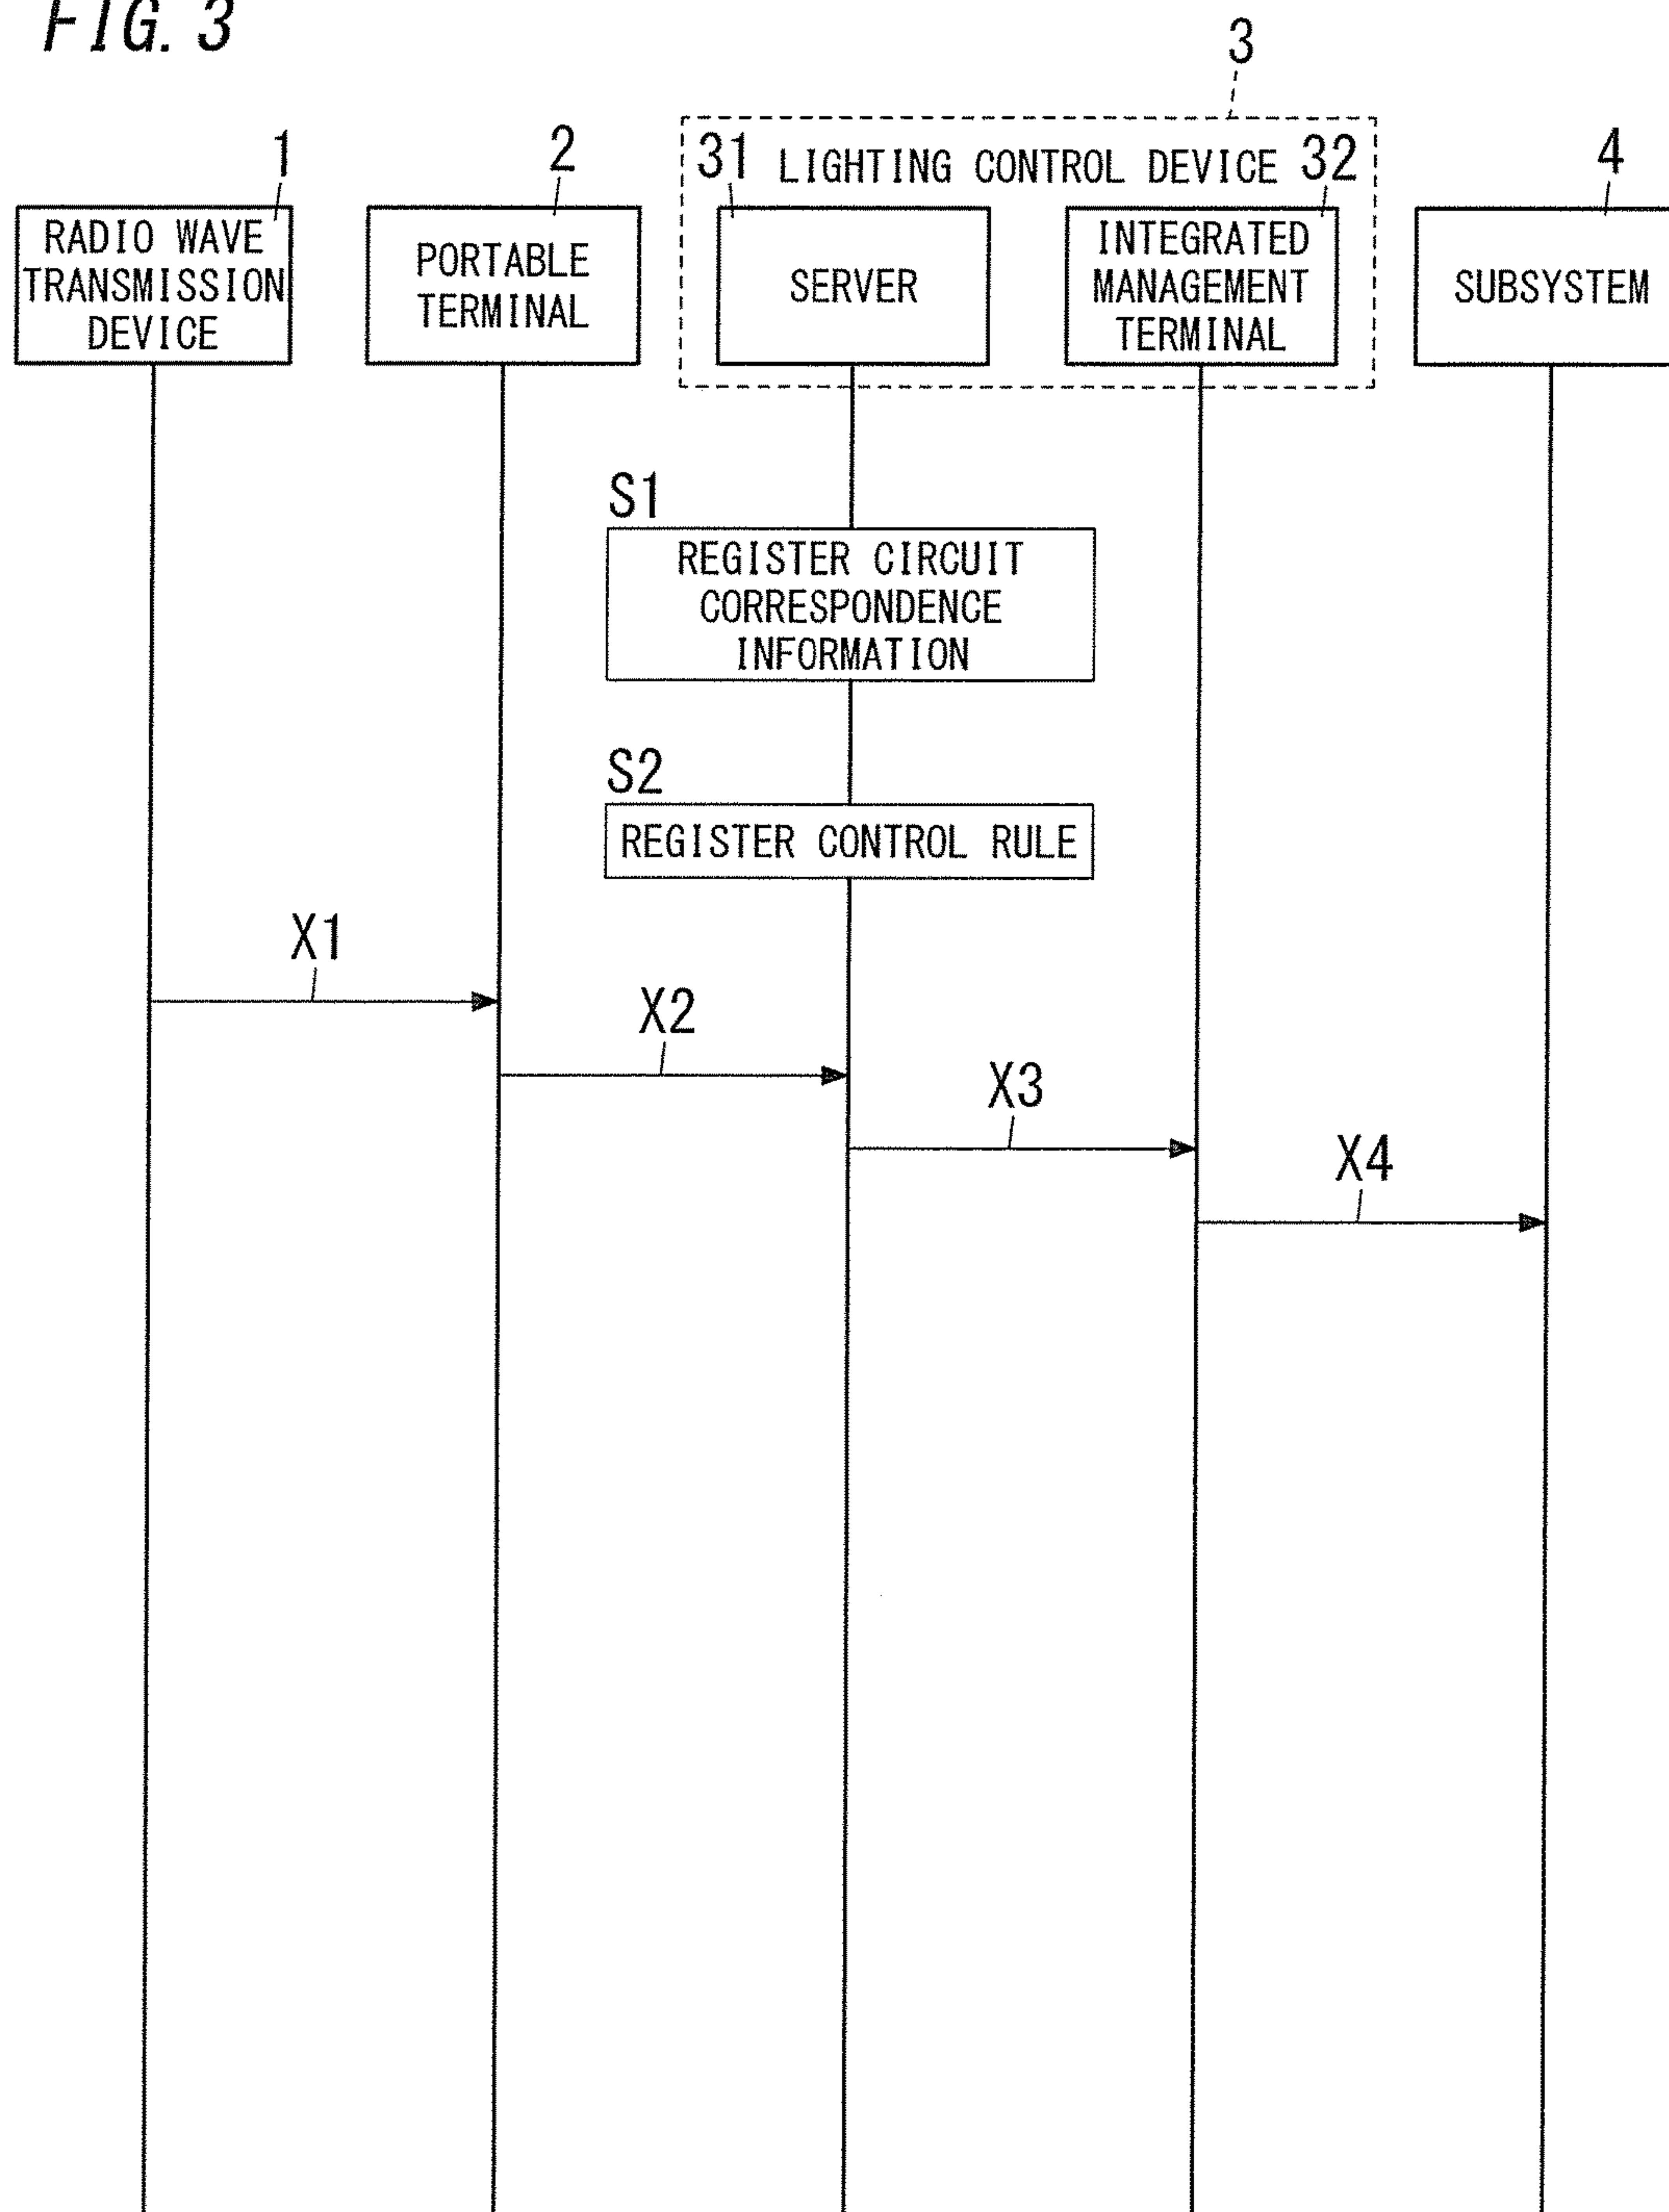 FIG. 3
3
1
2
31 LIGHTING CONTROL DEVICE 32
4
RADIO WAVE
TRANSMISSION
DEVICE
PORTABLE
TERMINAL
SERVER
INTEGRATED
MANAGEMENT
TERMINAL
SUBSYSTEM
S1
REGISTER CIRCUIT
CORRESPONDENCE
INFORMATION
S2
REGISTER CONTROL RULE
X1
X2
X3
X4